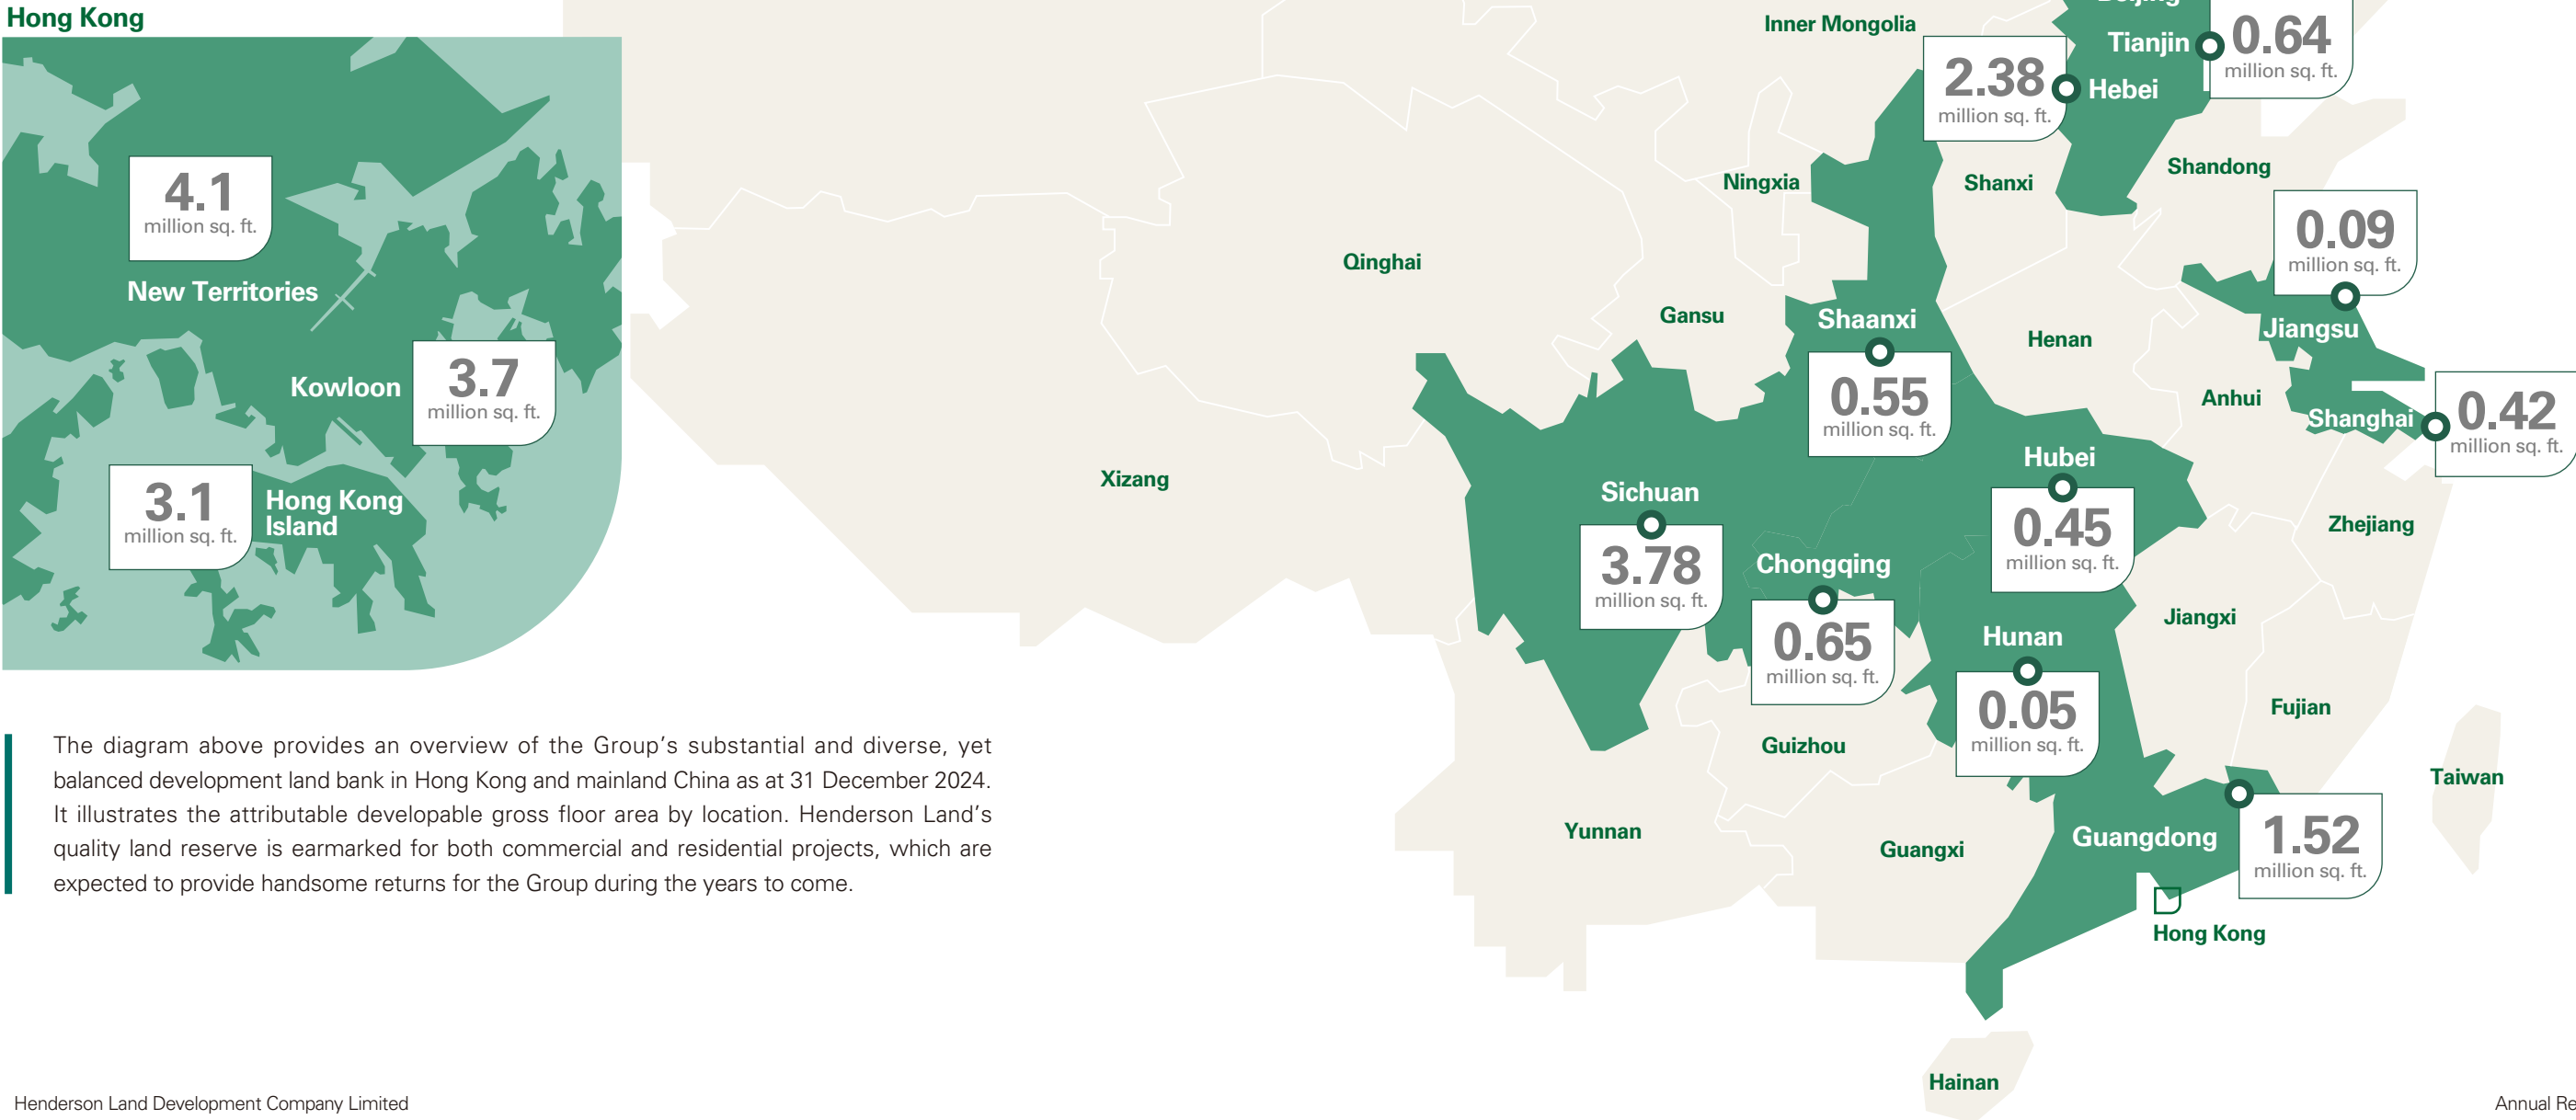 Hong Kong
4.1
million sq. ft.
New Territories
Kowloon
3.7
million sq. ft.
3.1
million sq. ft.
Hong Kong
Island
The diagram above provides an overview of the Group's substantial and diverse, yet
balanced development land bank in Hong Kong and mainland China as at 31 December 2024.
It illustrates the attributable developable gross floor area by location. Henderson Land's
quality land reserve is earmarked for both commercial and residential projects, which are
expected to provide handsome returns for the Group during the years to come.
Beijing
Inner Mongolia
Tianjin
0.64
million sq. ft.
2.38
million sq. ft.
Hebei
Shandong
Ningxia
Shanxi
0.09
million sq. ft.
Qinghai
Gansu
Shaanxi
Jiangsu
Henan
0.55
million sq. ft.
Anhui
Shanghai
0.42
million sq. ft.
Hubei
0.45
million sq. ft.
Xizang
Sichuan
3.78
million sq. ft.
Zhejiang
Chongqing
0.65
million sq. ft.
Jiangxi
Hunan
0.05
million sq. ft.
Fujian
Guizhou
Taiwan
Yunnan
Guangxi
Guangdong
1.52
million sq. ft.
Hong Kong
Hainan
Henderson Land Development Company Limited
Annual Re